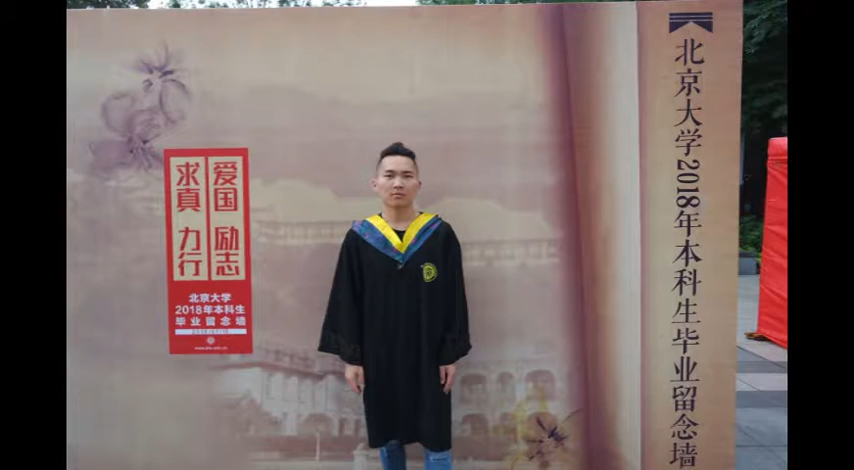 爱国 励志
求真 力行
北京大学
2018年本科生
毕业留念墙
北京大学2018年本科生毕业留念墙